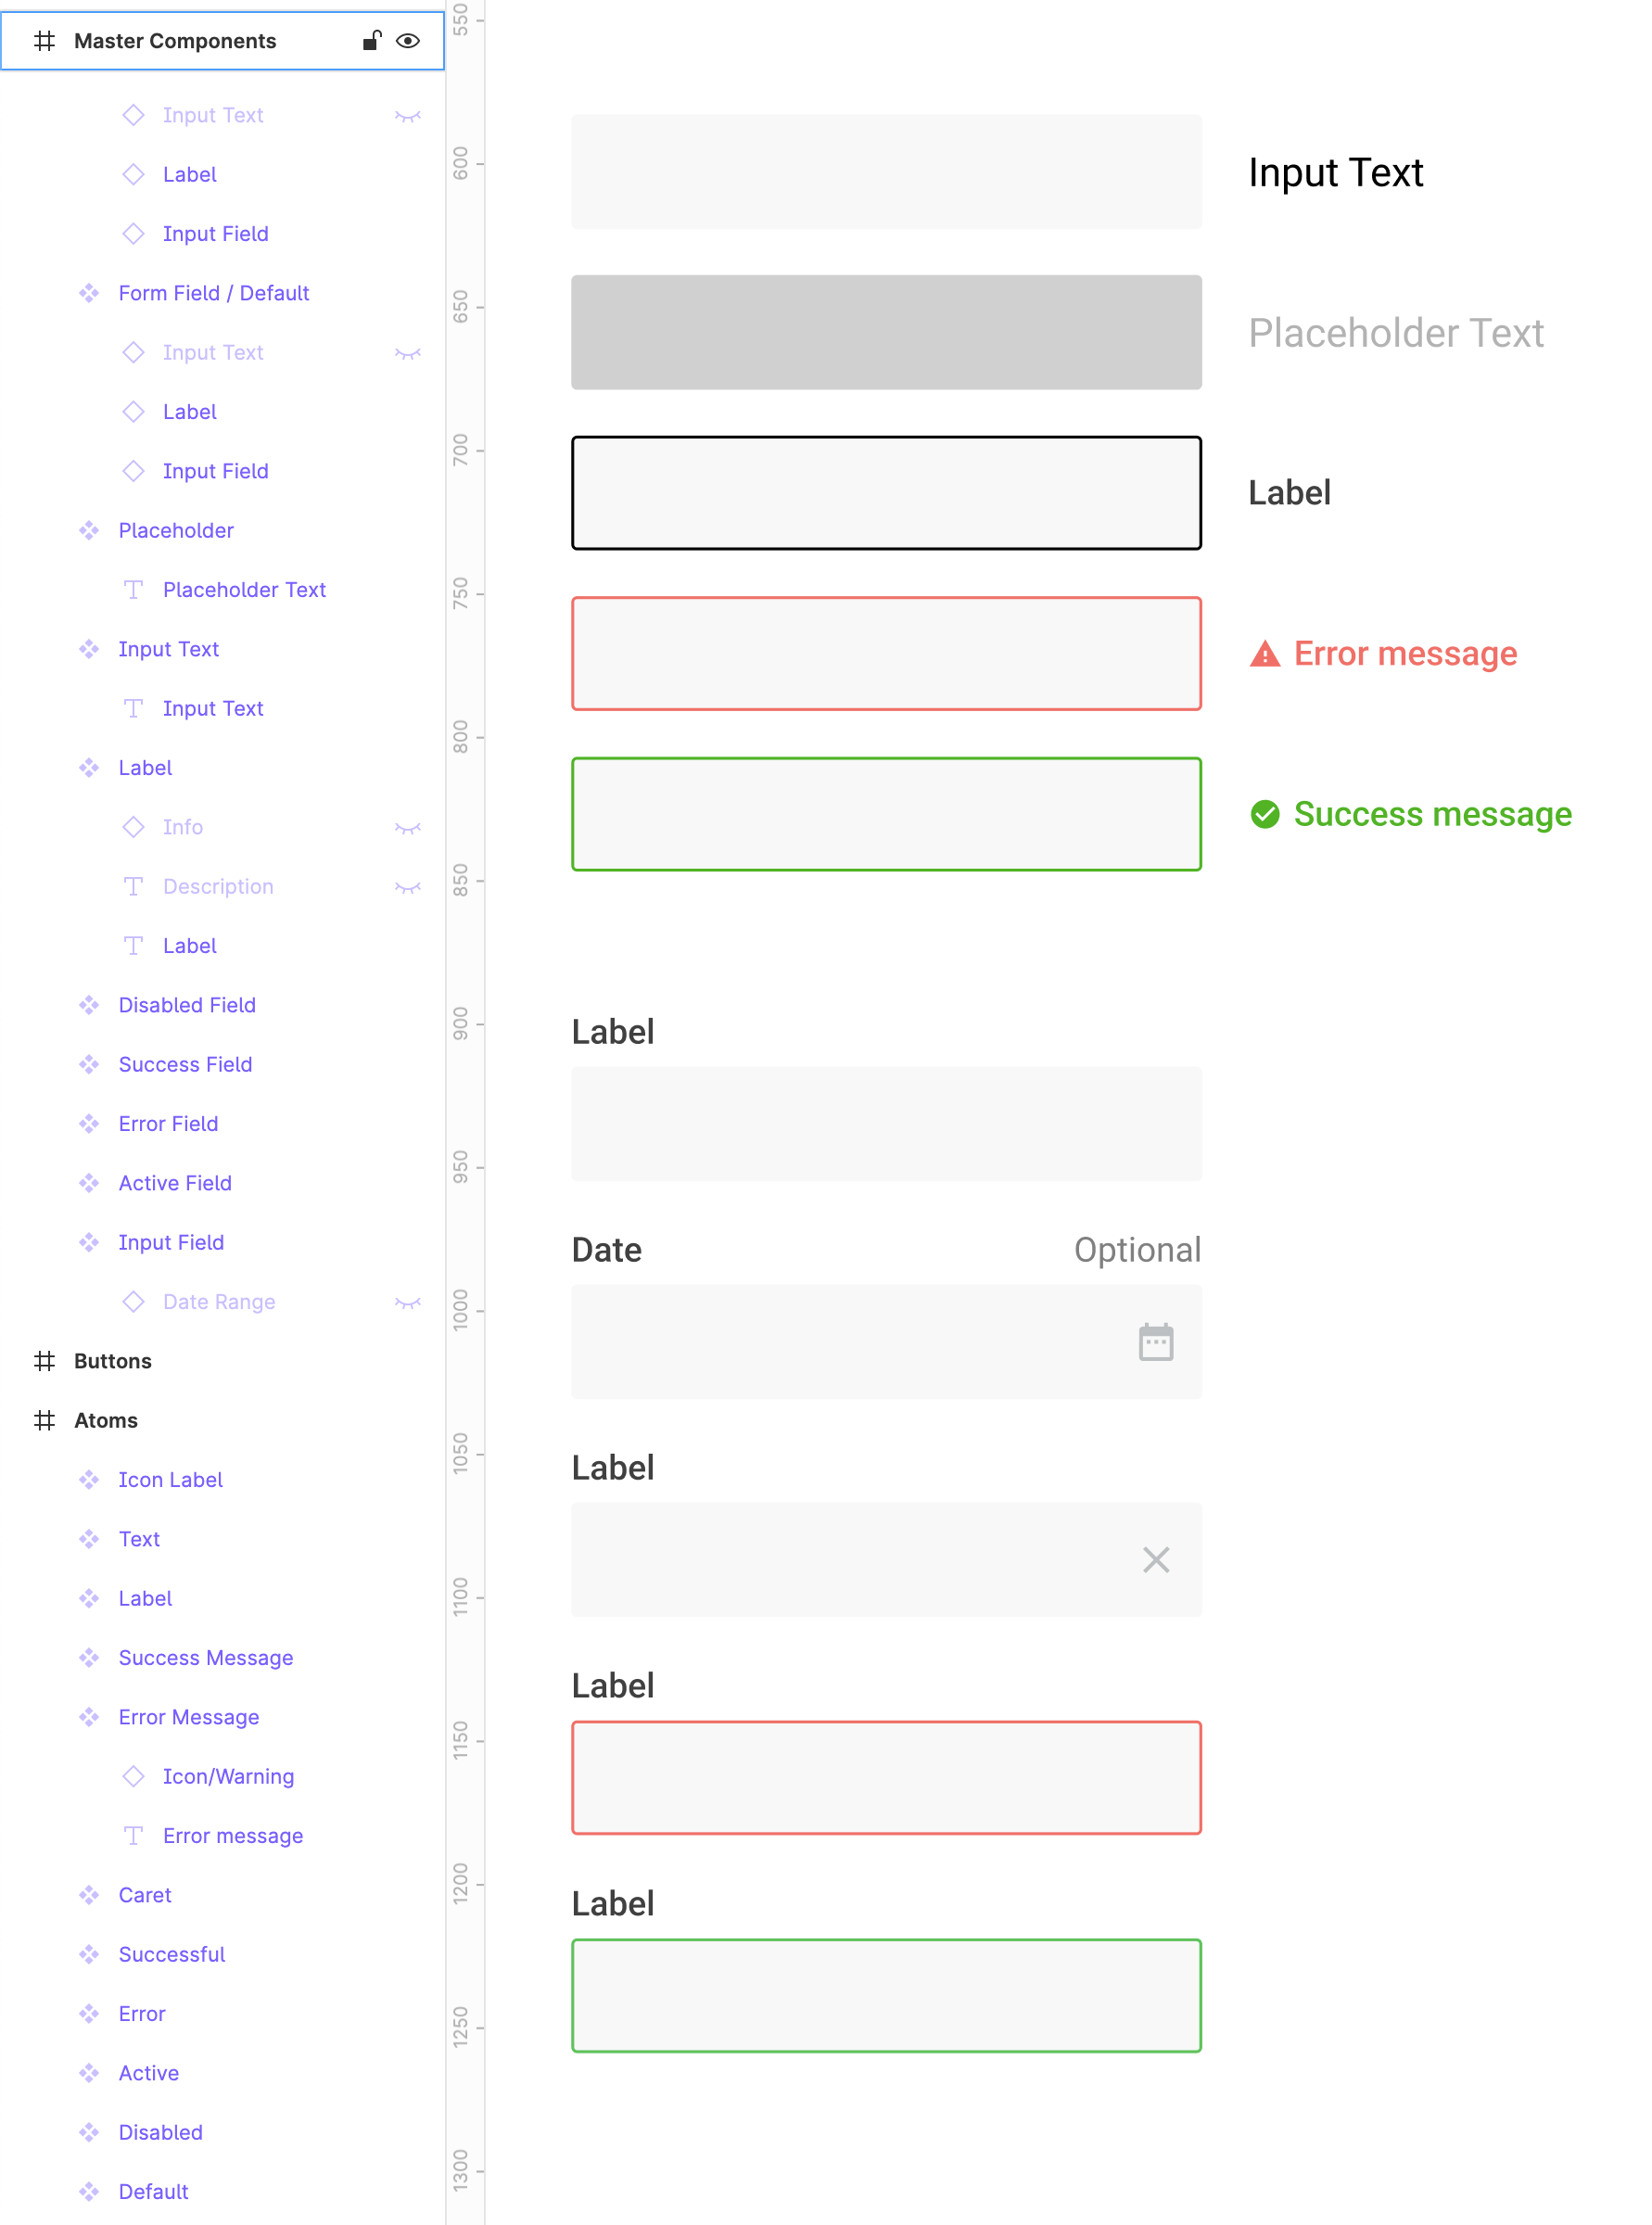 Master Components
Input Text
Label
Input Field
Form Field / Default
Input Text
Label
Input Field
Placeholder
Placeholder Text
Input Text
Input Text
Label
Info
Description
Label
Disabled Field
Success Field
Error Field
Active Field
Input Field
Date Range
Buttons
Atoms
Icon Label
Text
Label
Success Message
Error Message
Icon/Warning
Error message
Caret
Successful
Error
Active
Disabled
Default
550
600
650
700
750
800
850
900
950
1000
1050
1100
1150
1200
1250
1300
Input Text
Placeholder Text
Label
Error message
Success message
Label
Date Optional
Label
Label
Label